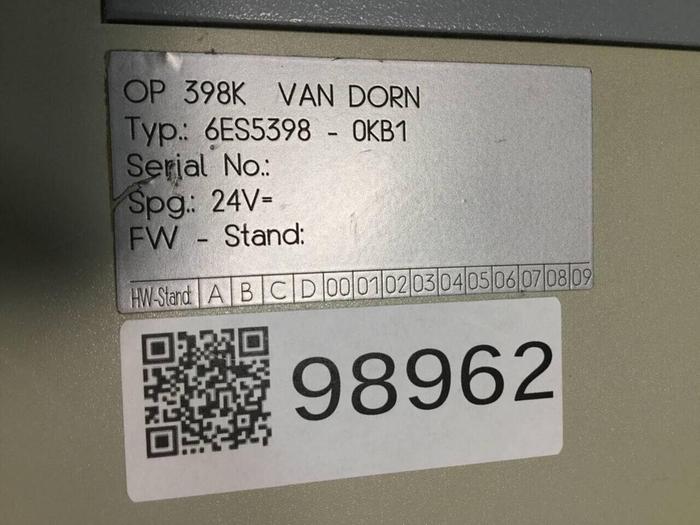 OP 398K VAN DORN
Typ.: 6ES5398 - 0KB1
Serial No.:
Spg.: 24V=
FW - Stand:
HW-Stand: A B C D 00 01 02 03 04 05 06 07 08 09
98962